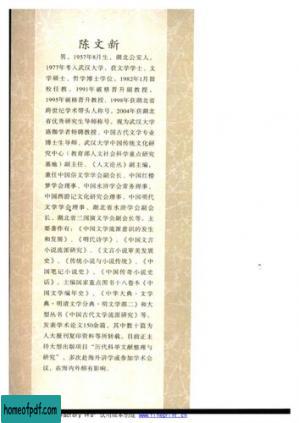 陈文新
男，1957年8月生，湖北公安人。
1977年考入武汉大学，获文学学士、文
学硕士、哲学博士学位，1982年1月留
校任教，1991年破格晋升副教授，
1995年破格晋升教授，1998年获湖北省
跨世纪学术带头人称号，2004年获湖北
省有优秀研究生导师称号。现为武汉大学
珞珈学者特聘教授，中国古代文学专业
博士生导师，武汉大学中国传统文化研
究中心（教育部人文社会科学重点研究
基地）副主任、《人文论丛》副主编，
兼任中国俗文学学会副会长、中国红楼
梦学会理事、中国水浒学会常务理事、
中国西游记文化研究会理事、中国明代
文学学会理事、湖北省水浒学会副会
长、湖北省三国演义学会副会长等。主
要著作有：《中国文学流派意识的发生
和发展》、《明代诗学》、《中国文言
小说流派研究》、《文言小说审美发展
史》、《传统小说与小说传统》、《中
国笔记小说史》、《中国传奇小说史
话》，主编国家重点图书十八卷本《中
国文学编年史》、《中华大典·文学
典·明清文学分典·明文学部二》和大
型丛书《中国古代文学流派研究》等，
发表学术论文150余篇，其中数十篇为
人大报刊复印资料等所转载。目前正主
持大型出版项目“历代科举文献整理与
研究”。多次赴海外讲学或参加学术会
议，在海内外颇有影响。
homeofpdf.com